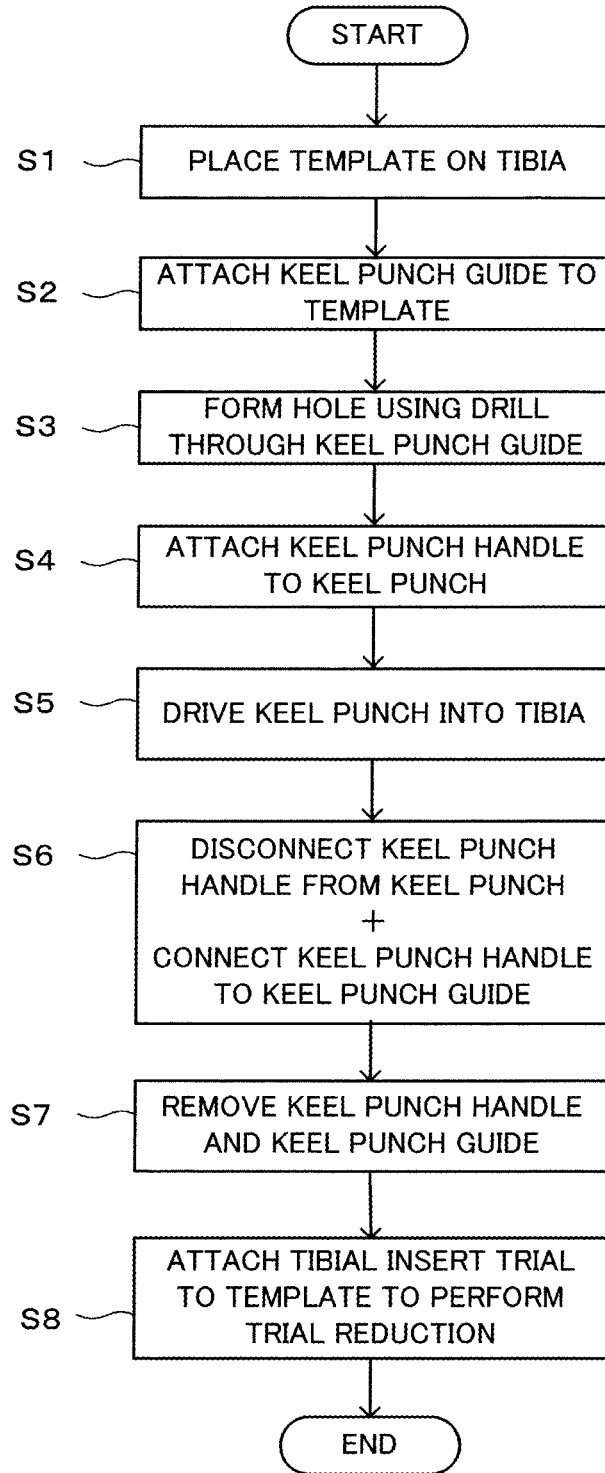 START
S1
PLACE TEMPLATE ON TIBIA
S2
ATTACH KEEL PUNCH GUIDE TO
TEMPLATE
S3
FORM HOLE USING DRILL
THROUGH KEEL PUNCH GUIDE
S4
ATTACH KEEL PUNCH HANDLE
TO KEEL PUNCH
S5
DRIVE KEEL PUNCH INTO TIBIA
S6
DISCONNECT KEEL PUNCH
HANDLE FROM KEEL PUNCH
+
CONNECT KEEL PUNCH HANDLE
TO KEEL PUNCH GUIDE
S7
REMOVE KEEL PUNCH HANDLE
AND KEEL PUNCH GUIDE
S8
ATTACH TIBIAL INSERT TRIAL
TO TEMPLATE TO PERFORM
TRIAL REDUCTION
END